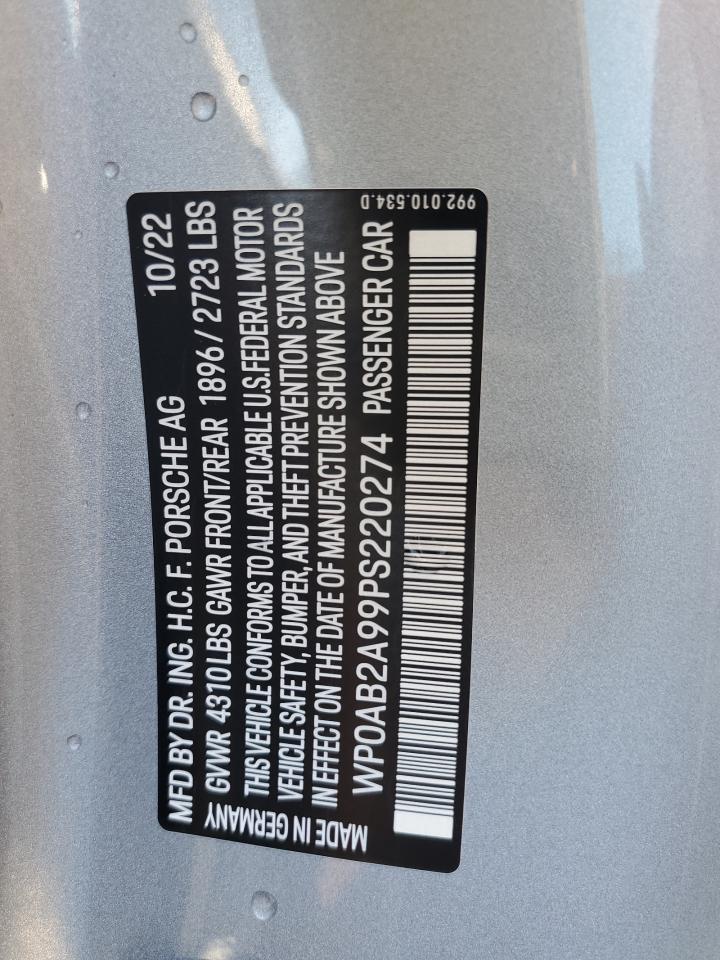 MFD BY DR. ING. H.C. F. PORSCHE AG 10/22
GVWR 4310 LBS GAWR FRONT/REAR 1896 / 2723 LBS
THIS VEHICLE CONFORMS TO ALL APPLICABLE U.S. FEDERAL MOTOR
VEHICLE SAFETY, BUMPER, AND THEFT PREVENTION STANDARDS
IN EFFECT ON THE DATE OF MANUFACTURE SHOWN ABOVE
WP0AB2A99PS220274 PASSENGER CAR
MADE IN GERMANY
992.010.534.D